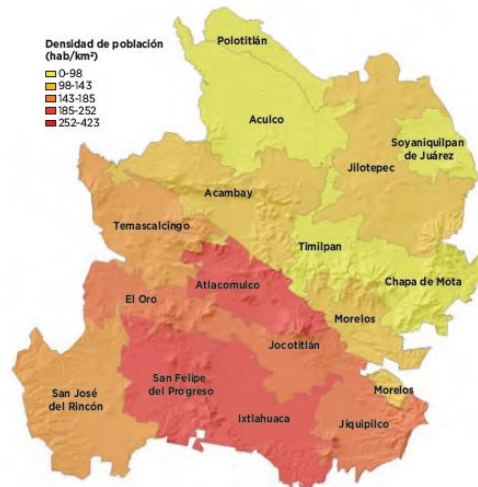 Densidad de población
(hab/km²)
0-98
98-143
143-185
185-252
252-423
Polotitlán
Aculco
Soyaniquilpan
de Juárez
Jilotepec
Acambay
Temascalcingo
Timilpan
Chapa de Mota
Atlacomulco
El Oro
Morelos
Jocotitlán
San José
del Rincón
San Felipe
del Progreso
Morelos
Ixtlahuaca
Jiquipilco